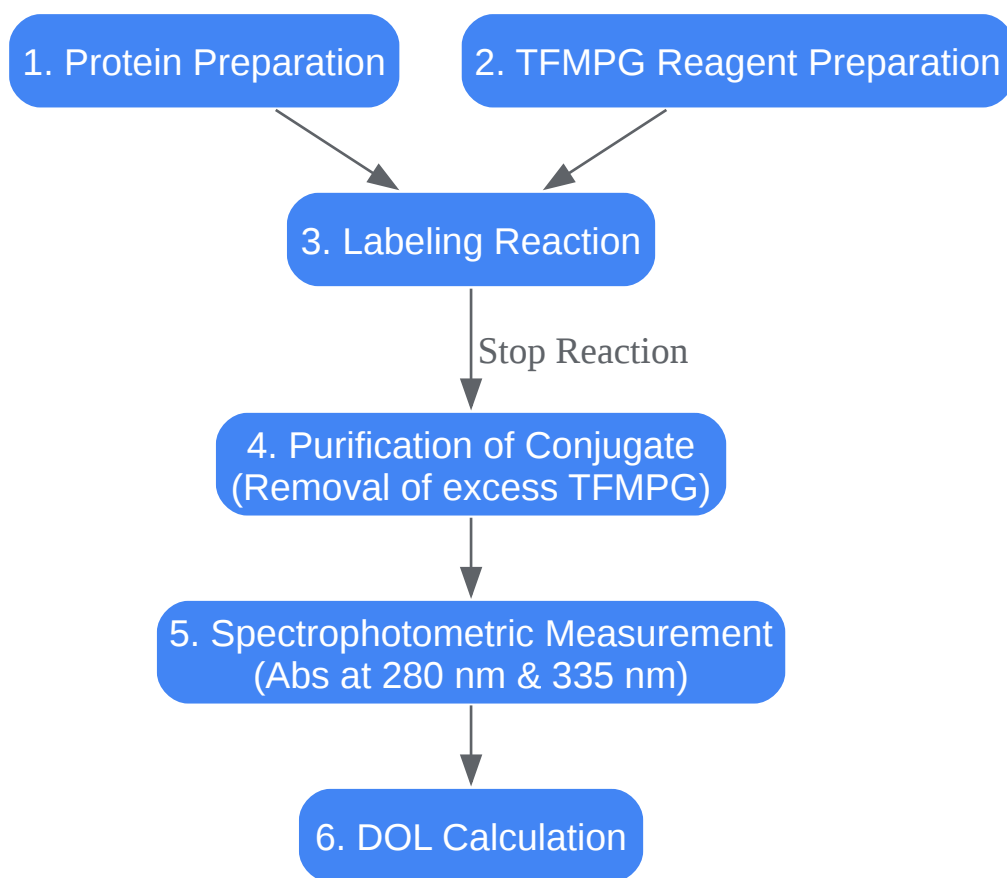 1. Protein Preparation
2. TFMPG Reagent Preparation
3. Labeling Reaction
Stop Reaction
4. Purification of Conjugate
(Removal of excess TFMPG)
5. Spectrophotometric Measurement
(Abs at 280 nm & 335 nm)
6. DOL Calculation